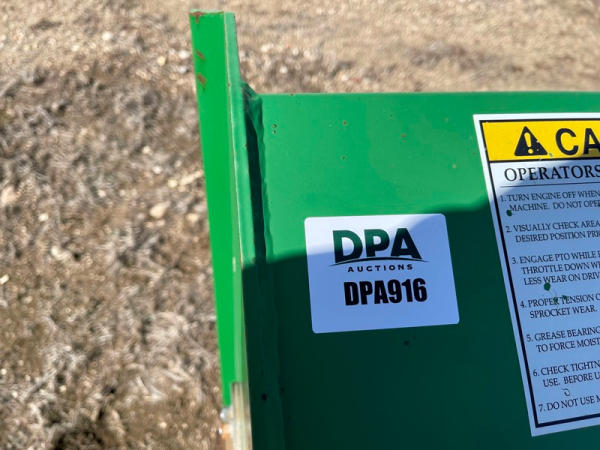 DPA
AUCTIONS
DPA916
CA
OPERATORS
1. TURN ENGINE OFF WHEN
MACHINE. DO NOT OPE
2. VISUALLY CHECK AREA
DESIRED POSITION PRI
3. ENGAGE PTO WHILE E
THROTTLE DOWN W
LESS WEAR ON DRIV
4. PROPER TENSION C
SPROCKET WEAR.
5. GREASE BEARING
TO FORCE MOIST
6. CHECK TIGHTN
USE. BEFORE U
7. DO NOT USE M